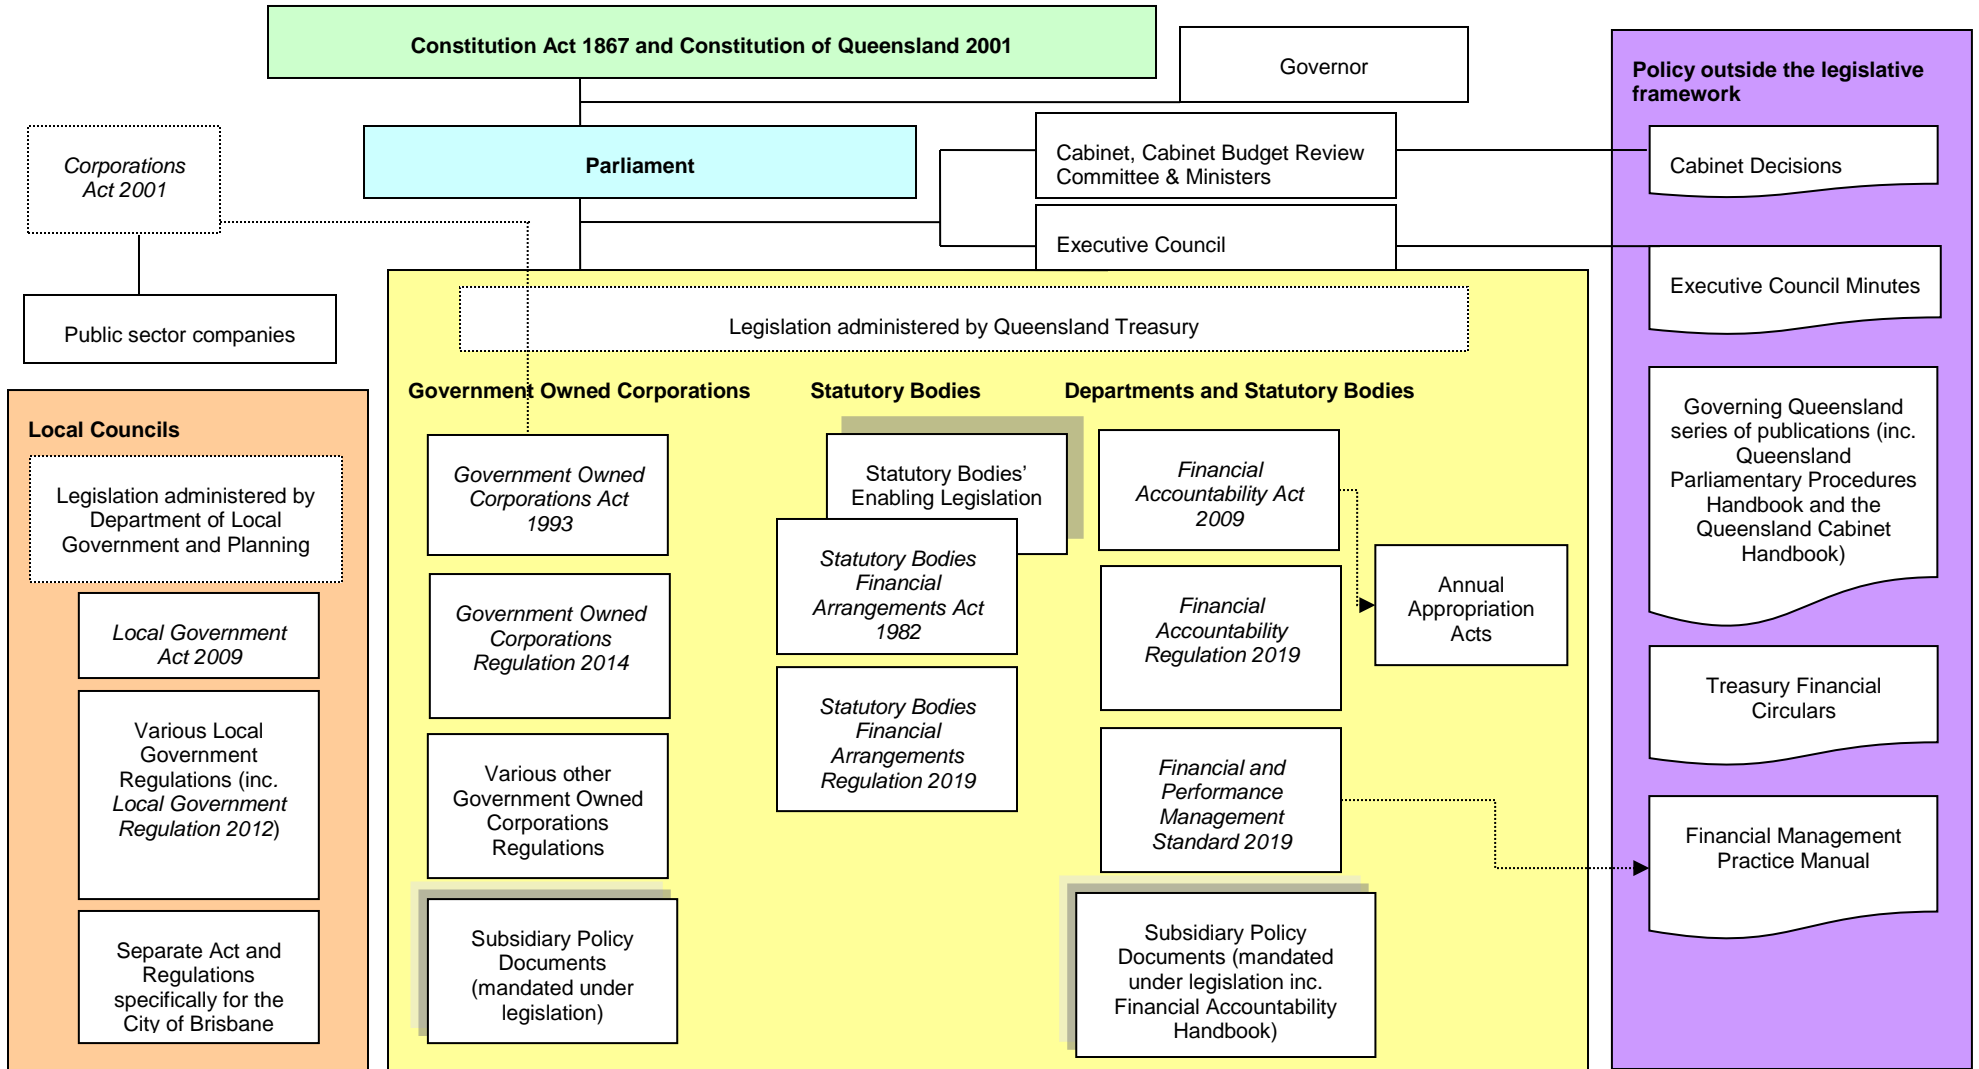 Constitution Act 1867 and Constitution of Queensland 2001
Governor
Policy outside the legislative
framework
Corporations
Act 2001
Parliament
Cabinet, Cabinet Budget Review
Committee & Ministers
Cabinet Decisions
Executive Council
Executive Council Minutes
Public sector companies
Legislation administered by Queensland Treasury
Local Councils
Legislation administered by
Department of Local
Government and Planning
Local Government
Act 2009
Various Local
Government
Regulations (inc.
Local Government
Regulation 2012)
Separate Act and
Regulations
specifically for the
City of Brisbane
Government Owned Corporations
Government Owned
Corporations Act
1993
Government Owned
Corporations
Regulation 2014
Various other
Government Owned
Corporations
Regulations
Subsidiary Policy
Documents
(mandated under
legislation)
Statutory Bodies
Statutory Bodies’
Enabling Legislation
Statutory Bodies
Financial
Arrangements Act
1982
Statutory Bodies
Financial
Arrangements
Regulation 2019
Departments and Statutory Bodies
Financial
Accountability Act
2009
Financial
Accountability
Regulation 2019
Annual
Appropriation
Acts
Financial and
Performance
Management
Standard 2019
Subsidiary Policy
Documents (mandated
under legislation inc.
Financial Accountability
Handbook)
Governing Queensland
series of publications (inc.
Queensland
Parliamentary Procedures
Handbook and the
Queensland Cabinet
Handbook)
Treasury Financial
Circulars
Financial Management
Practice Manual